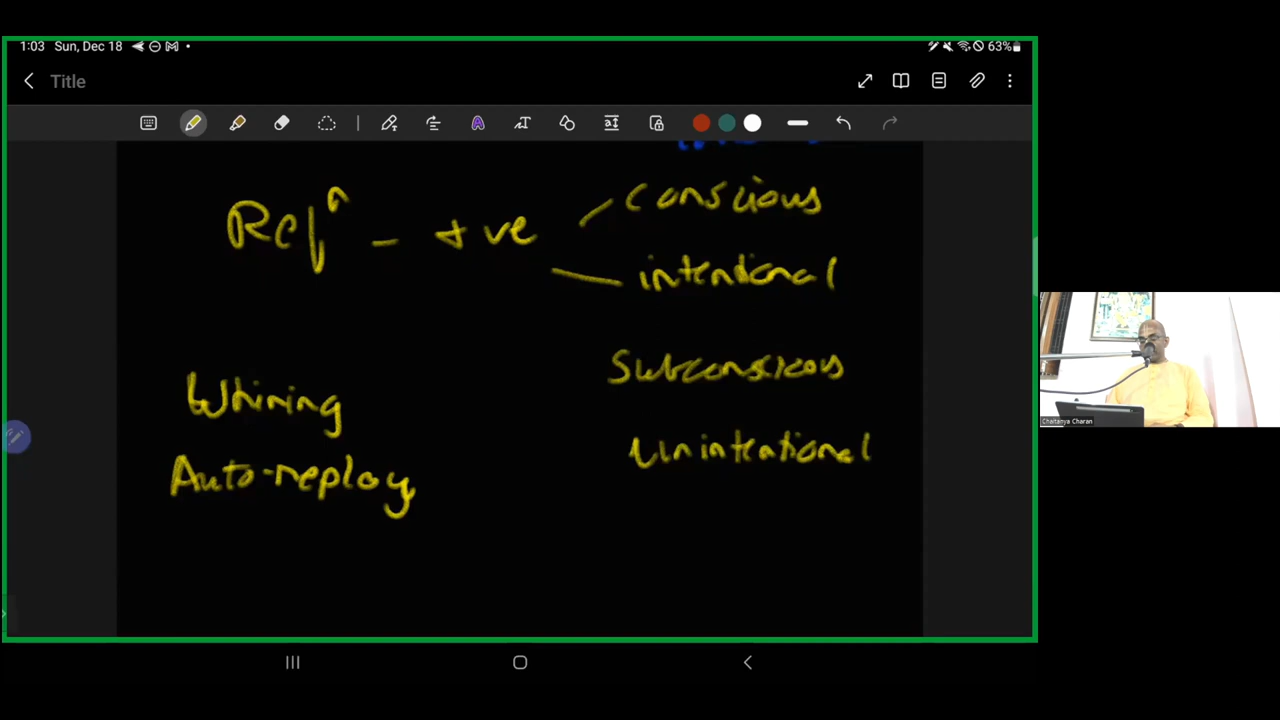 1:03 Sun, Dec 18
63%
Title
Refⁿ - +ve
conscious
intentional
Whining
Subconscious
Auto-replay
Unintentional
Chaitanya Charan